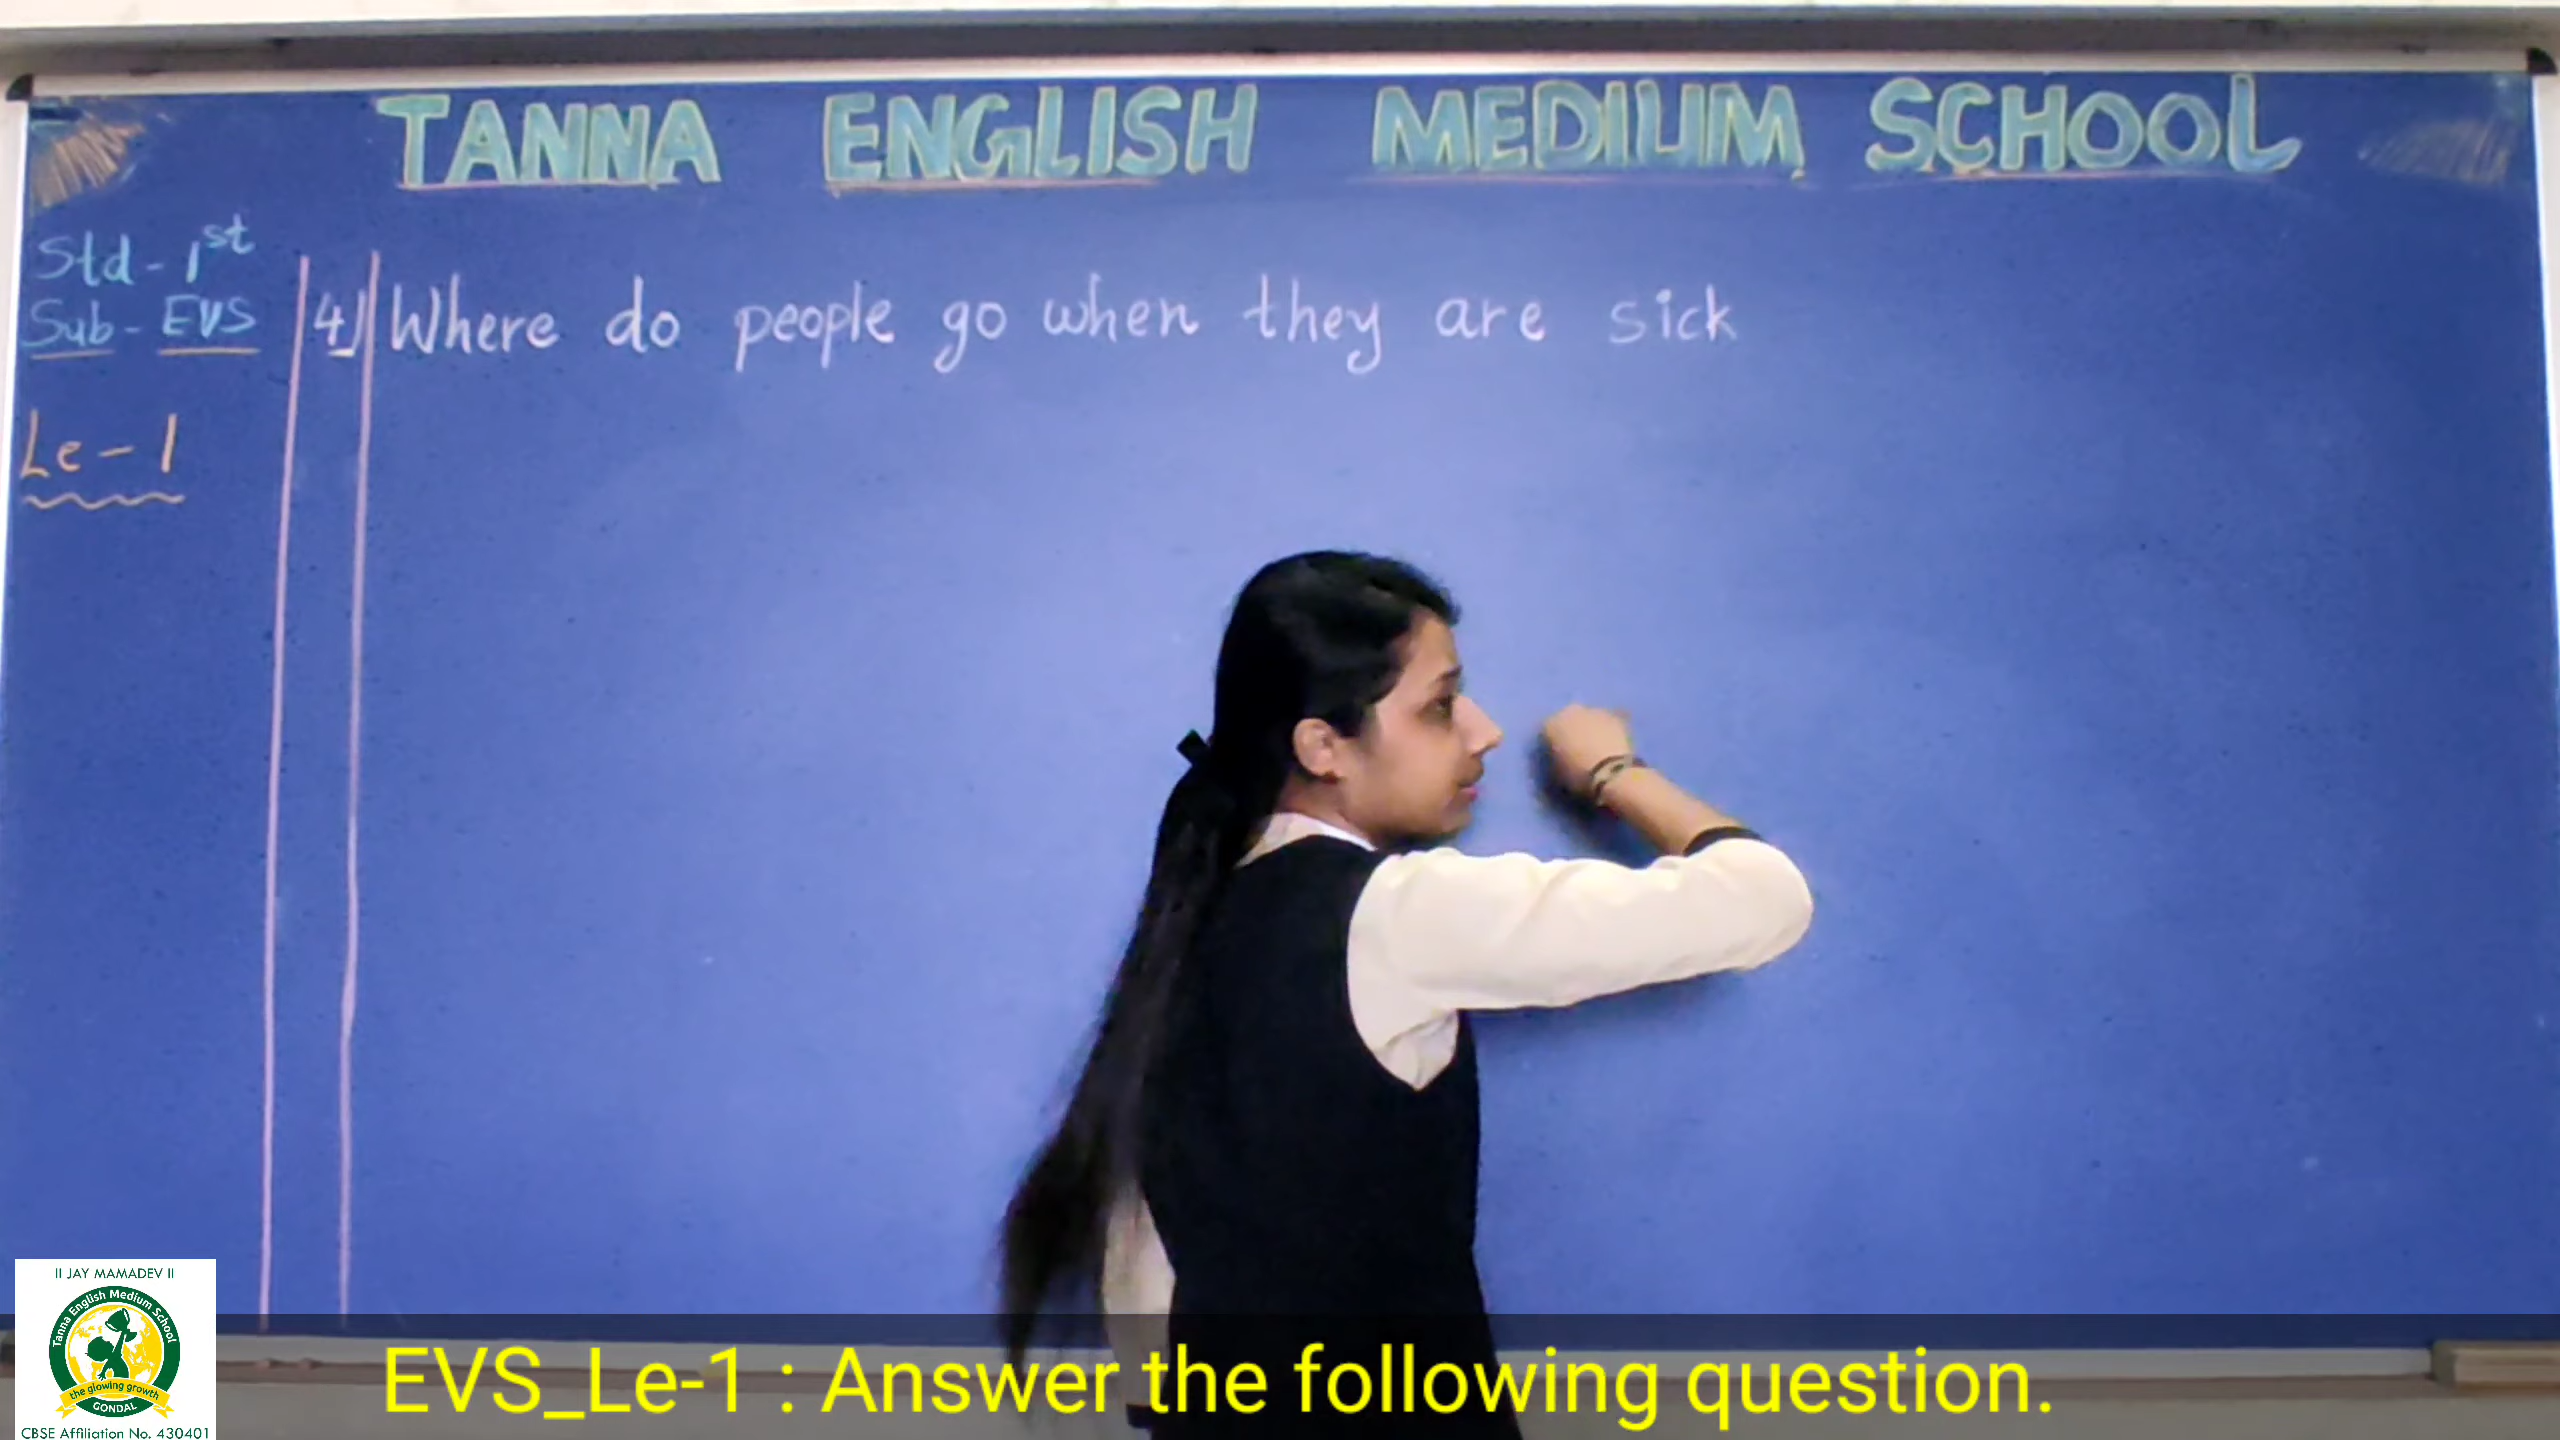 TANNA ENGLISH MEDIUM SCHOOL
Std - 1st
Sub - EVS
4) Where do people go when they are sick
Le - 1
II JAY MAMADEV II
Tanna English Medium School
the glowing growth
GONDAL
CBSE Affiliation No. 430401
EVS_Le-1 : Answer the following question.